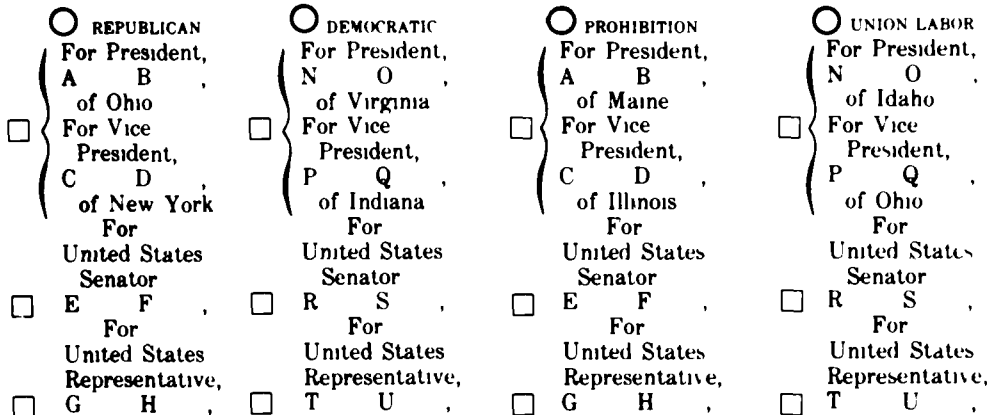 REPUBLICAN
For President,
A B ,
of Ohio
For Vice
President,
C D ,
of New York
For
United States
Senator
E F ,
For
United States
Representative,
G H ,
DEMOCRATIC
For President,
N O ,
of Virginia
For Vice
President,
P Q ,
of Indiana
For
United States
Senator
R S ,
For
United States
Representative,
T U ,
PROHIBITION
For President,
A B ,
of Maine
For Vice
President,
C D ,
of Illinois
For
United States
Senator
E F ,
For
United States
Representative,
G H ,
UNION LABOR
For President,
N O ,
of Idaho
For Vice
President,
P Q ,
of Ohio
For
United States
Senator
R S ,
For
United States
Representative,
T U ,